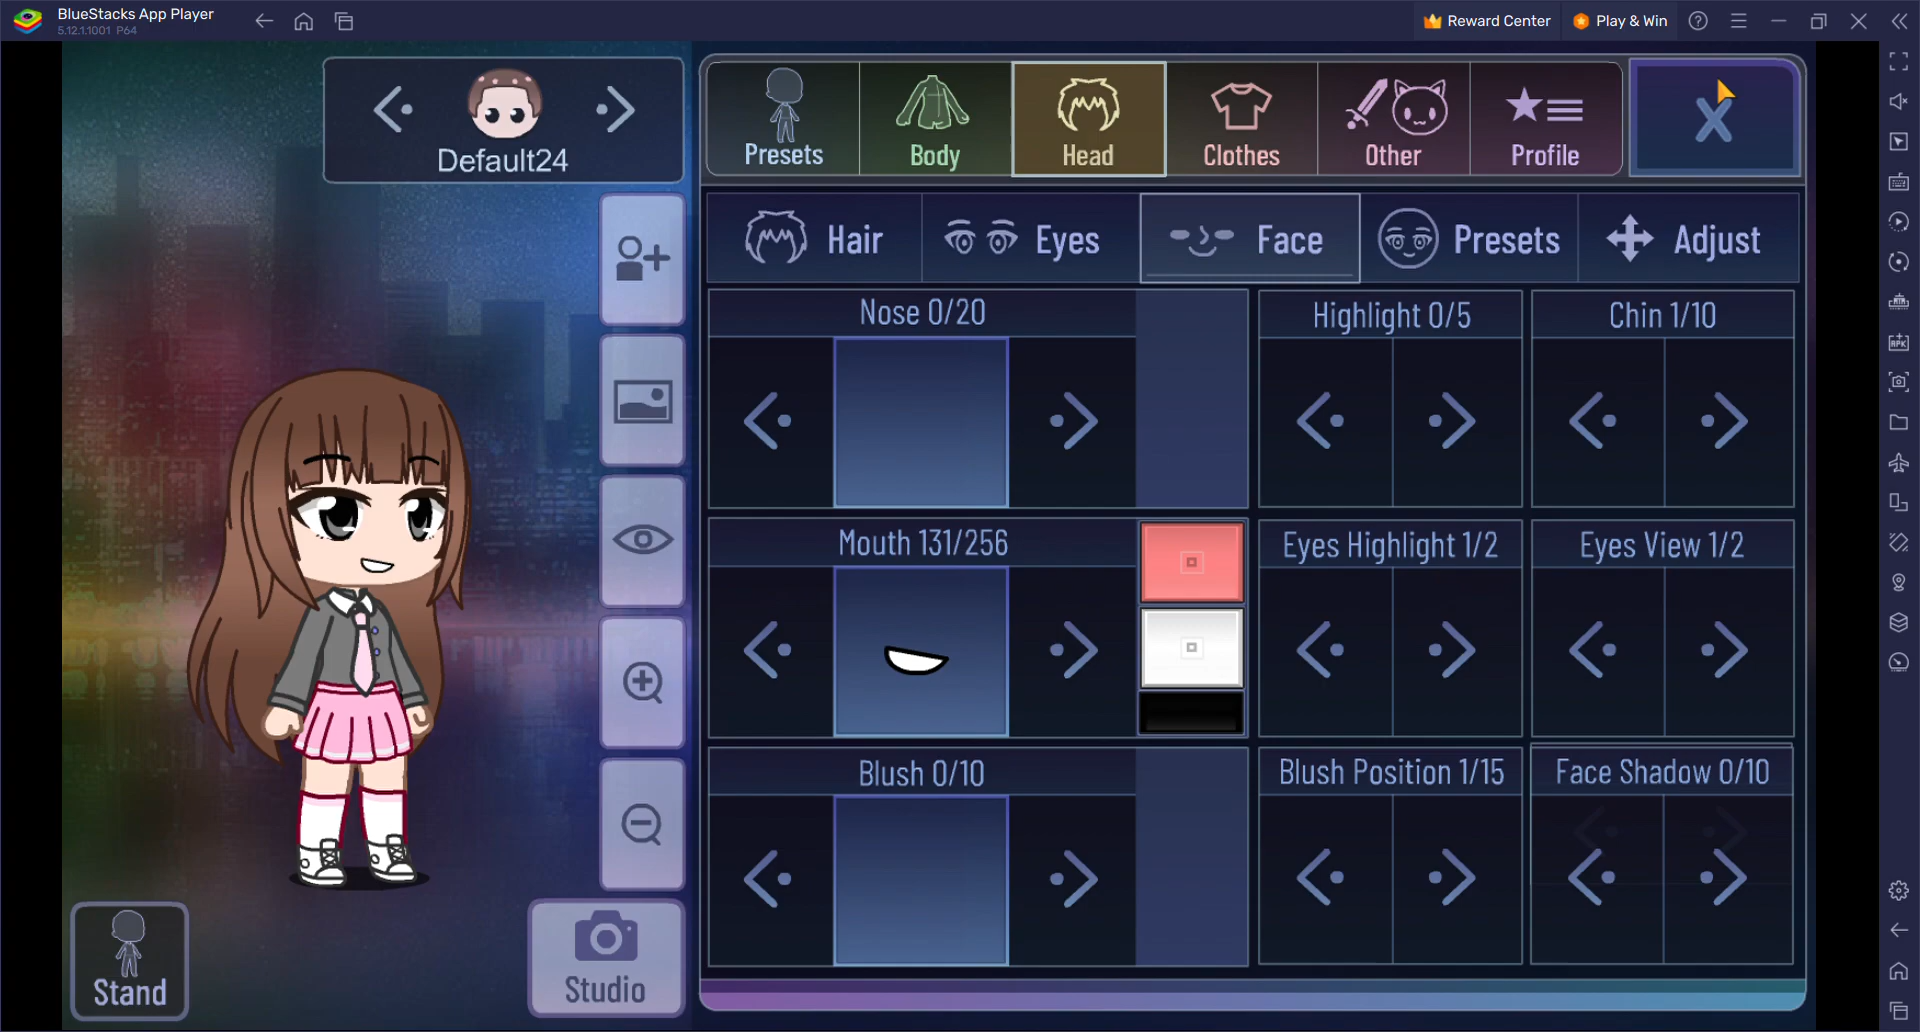 BlueStacks App Player
5.12.1.1001 P64
Reward Center
Play & Win
Default24
Presets
Body
Head
Clothes
Other
Profile
X
Hair
Eyes
Face
Presets
Adjust
Nose 0/20
Highlight 0/5
Chin 1/10
Mouth 131/256
Eyes Highlight 1/2
Eyes View 1/2
Blush 0/10
Blush Position 1/15
Face Shadow 0/10
Stand
Studio